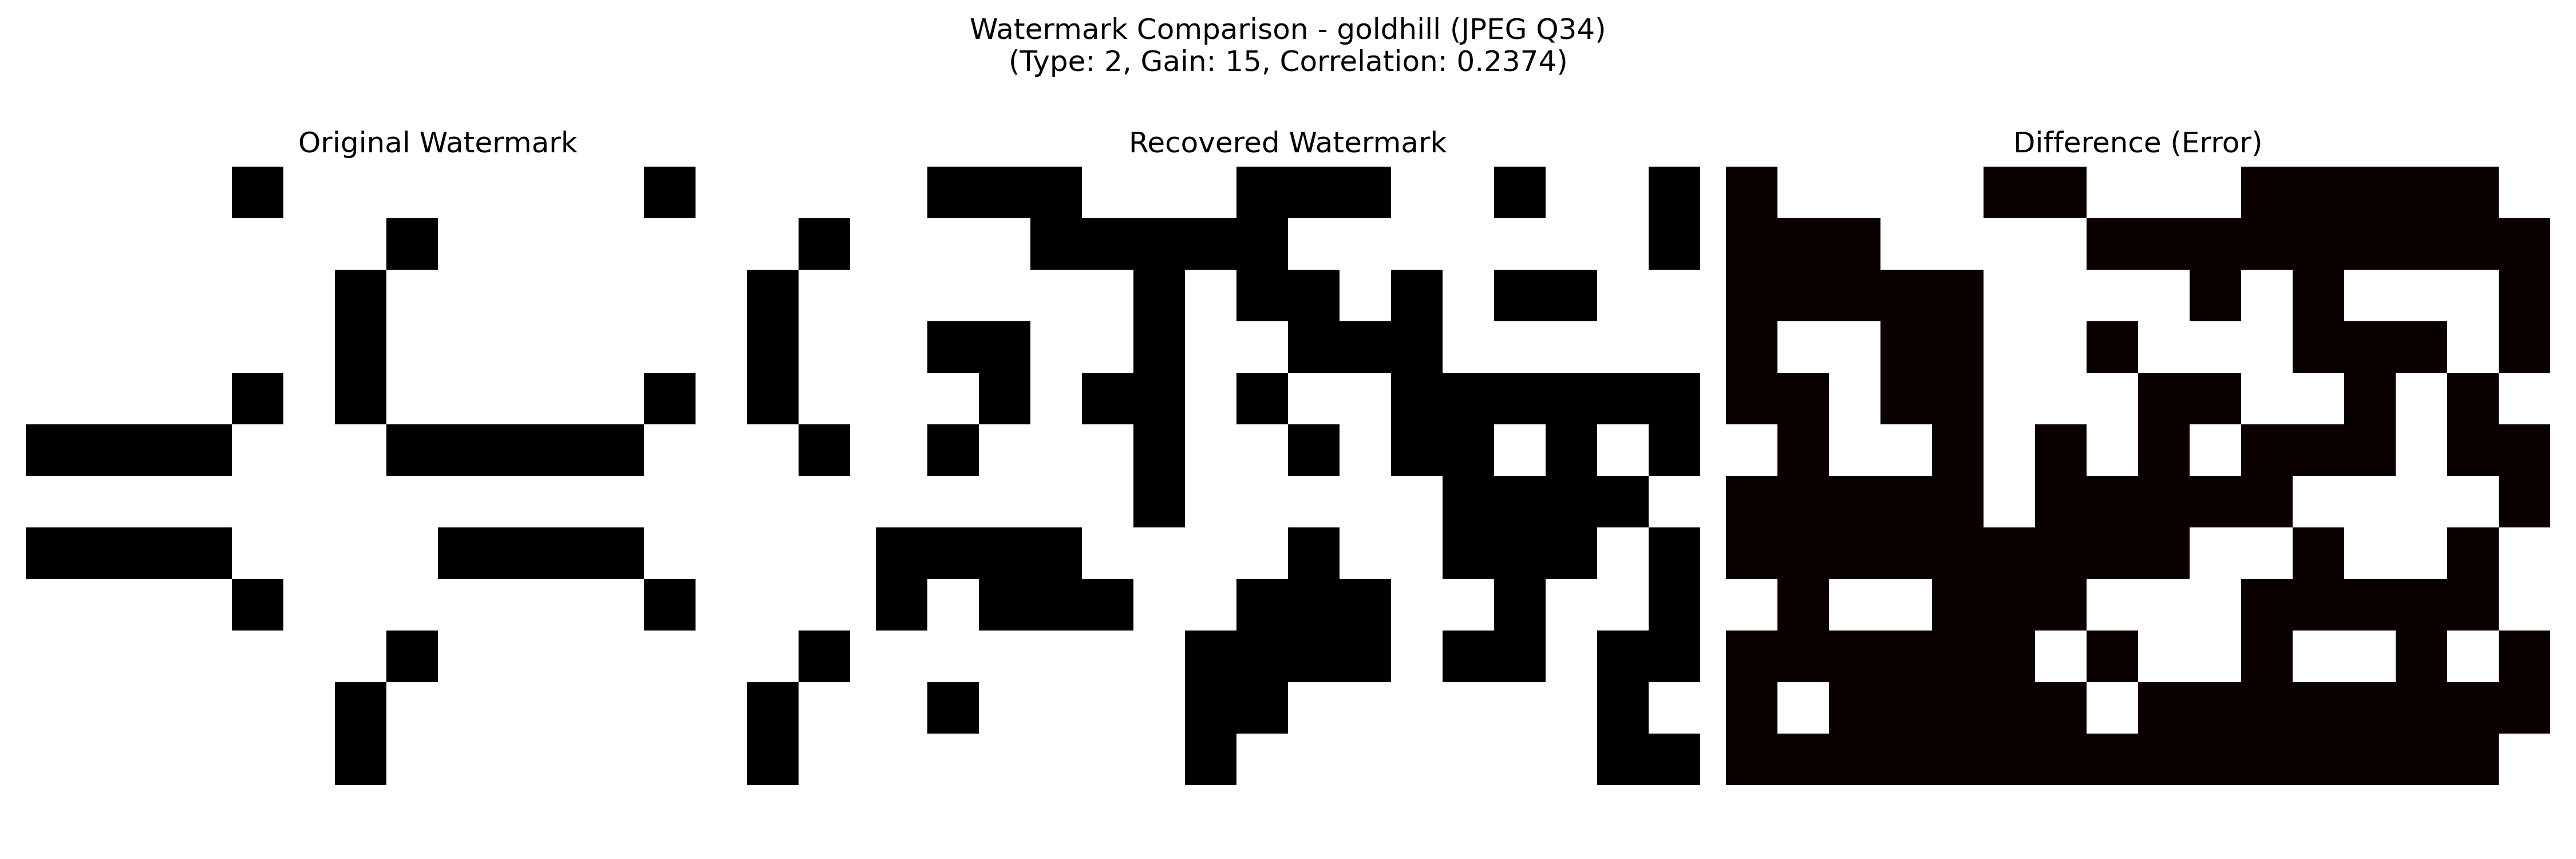 Watermark Comparison - goldhill (JPEG Q34)
(Type: 2, Gain: 15, Correlation: 0.2374)
Original Watermark
Recovered Watermark
Difference (Error)